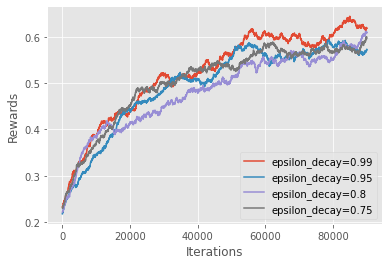 Rewards
0.6
0.5
0.4
0.3
0.2
0
20000
40000
60000
80000
Iterations
epsilon_decay=0.99
epsilon_decay=0.95
epsilon_decay=0.8
epsilon_decay=0.75